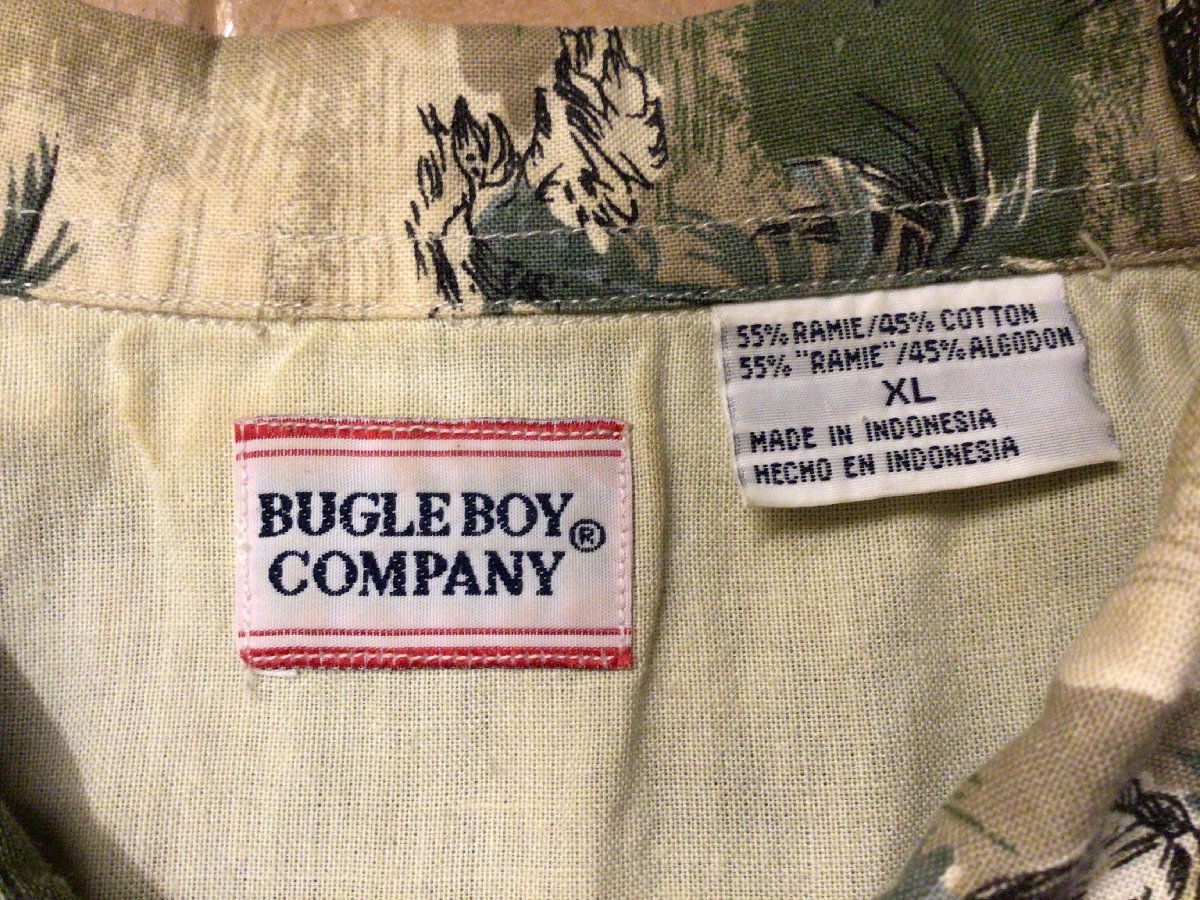 55% RAMIE/45% COTTON
55% "RAMIE"/45% ALGODON
XL
MADE IN INDONESIA
HECHO EN INDONESIA
BUGLE BOY®
COMPANY